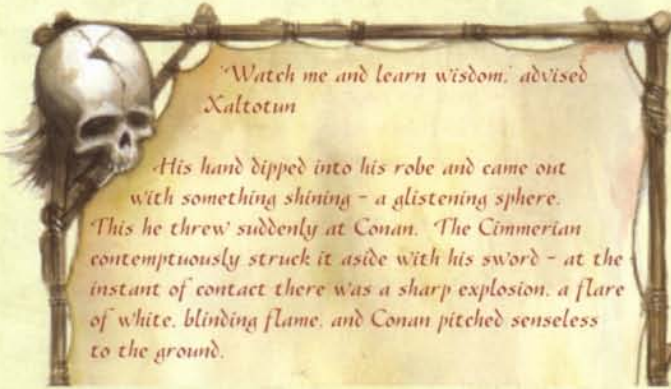 'Watch me and learn wisdom,' advised
Xaltotun
His hand dipped into his robe and came out
with something shining – a glistening sphere.
This he threw suddenly at Conan. The Cimmerian
contemptuously struck it aside with his sword – at the
instant of contact there was a sharp explosion, a flare
of white, blinding flame, and Conan pitched senseless
to the ground.